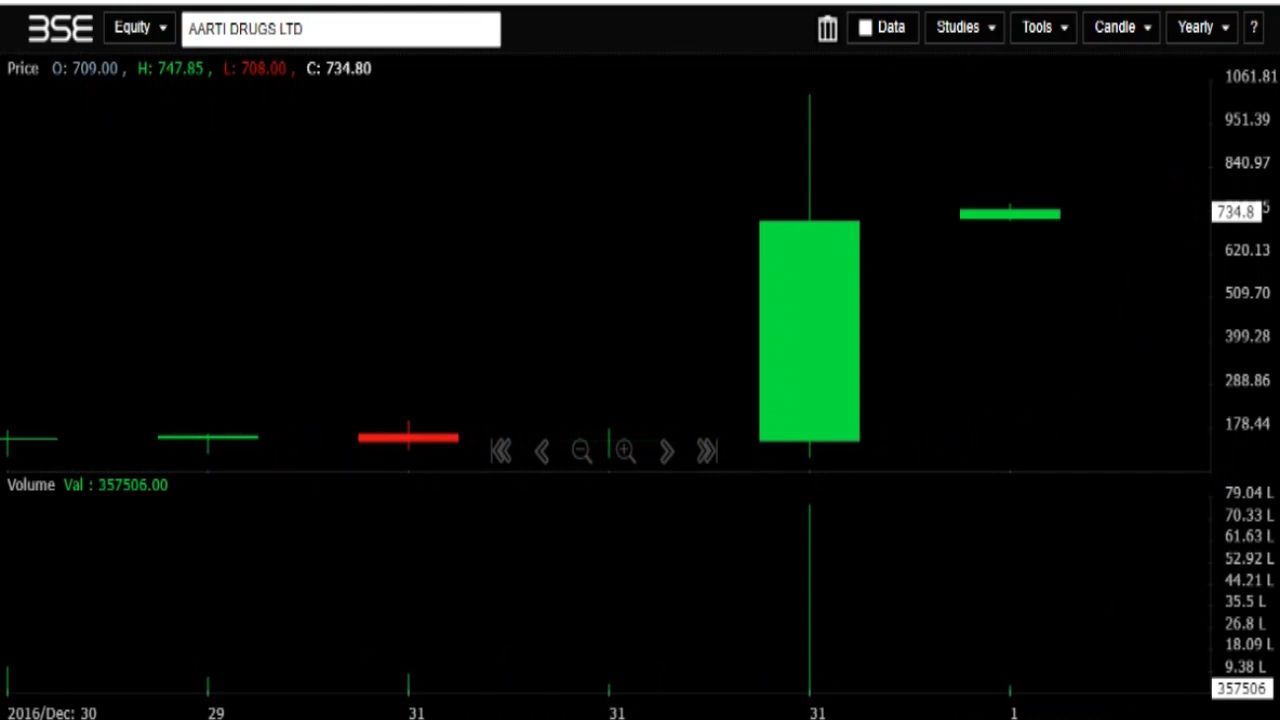 BSE Equity AARTI DRUGS LTD Data Studies Tools Candle Yearly ?
Price O: 709.00 , H: 747.85 , L: 708.00 , C: 734.80
1061.81
951.39
840.97
734.8
620.13
509.70
399.28
288.86
178.44
Volume Val : 357506.00
79.04 L
70.33 L
61.63 L
52.92 L
44.21 L
35.5 L
26.8 L
18.09 L
9.38 L
357506
2016/Dec: 30 29 31 31 31 1